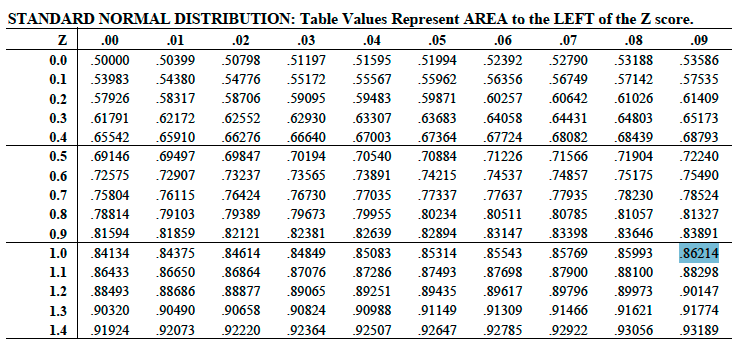 STANDARD NORMAL DISTRIBUTION: Table Values Represent AREA to the LEFT of the Z score.
Z .00 .01 .02 .03 .04 .05 .06 .07 .08 .09
0.0 .50000 .50399 .50798 .51197 .51595 .51994 .52392 .52790 .53188 .53586
0.1 .53983 .54380 .54776 .55172 .55567 .55962 .56356 .56749 .57142 .57535
0.2 .57926 .58317 .58706 .59095 .59483 .59871 .60257 .60642 .61026 .61409
0.3 .61791 .62172 .62552 .62930 .63307 .63683 .64058 .64431 .64803 .65173
0.4 .65542 .65910 .66276 .66640 .67003 .67364 .67724 .68082 .68439 .68793
0.5 .69146 .69497 .69847 .70194 .70540 .70884 .71226 .71566 .71904 .72240
0.6 .72575 .72907 .73237 .73565 .73891 .74215 .74537 .74857 .75175 .75490
0.7 .75804 .76115 .76424 .76730 .77035 .77337 .77637 .77935 .78230 .78524
0.8 .78814 .79103 .79389 .79673 .79955 .80234 .80511 .80785 .81057 .81327
0.9 .81594 .81859 .82121 .82381 .82639 .82894 .83147 .83398 .83646 .83891
1.0 .84134 .84375 .84614 .84849 .85083 .85314 .85543 .85769 .85993 .86214
1.1 .86433 .86650 .86864 .87076 .87286 .87493 .87698 .87900 .88100 .88298
1.2 .88493 .88686 .88877 .89065 .89251 .89435 .89617 .89796 .89973 .90147
1.3 .90320 .90490 .90658 .90824 .90988 .91149 .91309 .91466 .91621 .91774
1.4 .91924 .92073 .92220 .92364 .92507 .92647 .92785 .92922 .93056 .93189